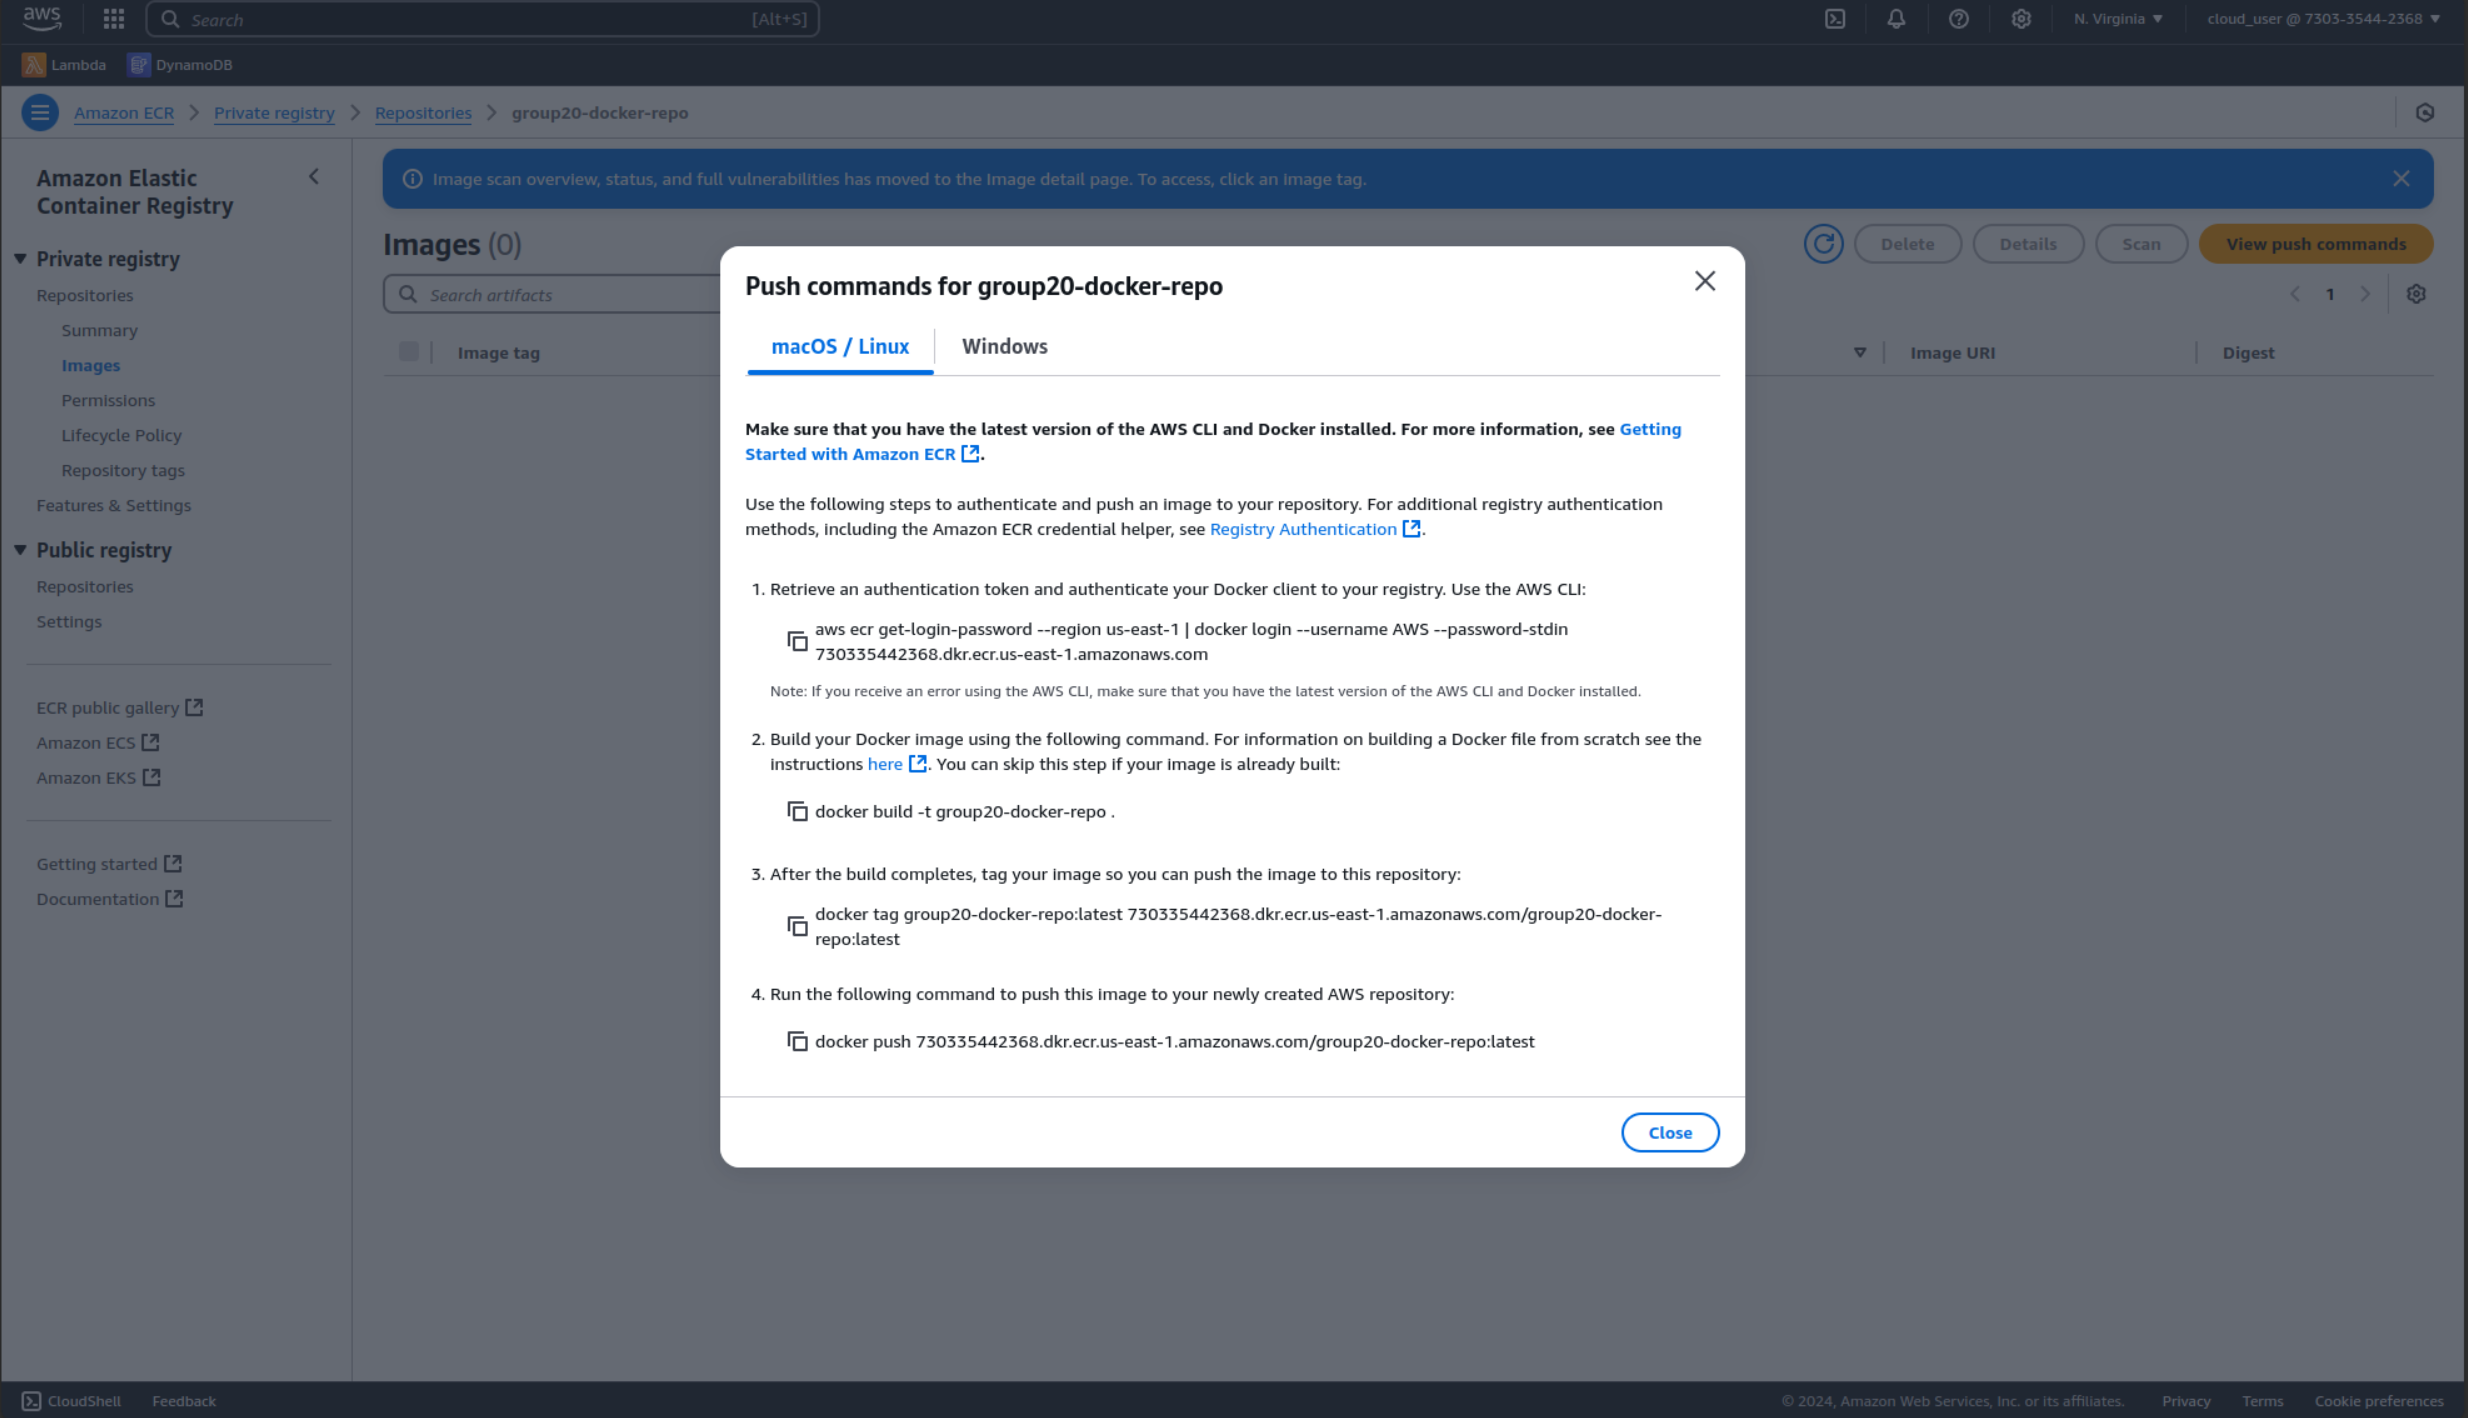 aws
Search
[Alt+S]
N. Virginia
cloud_user @ 7303-3544-2368
Lambda
DynamoDB
Amazon ECR
Private registry
Repositories
group20-docker-repo
Amazon Elastic
Container Registry
Private registry
Repositories
Summary
Images
Permissions
Lifecycle Policy
Repository tags
Features & Settings
Public registry
Repositories
Settings
ECR public gallery
Amazon ECS
Amazon EKS
Getting started
Documentation
Image scan overview, status, and full vulnerabilities has moved to the Image detail page. To access, click an image tag.
Images (0)
Delete
Details
Scan
View push commands
Search artifacts
1
Image tag
Image URI
Digest
Push commands for group20-docker-repo
macOS / Linux
Windows
Make sure that you have the latest version of the AWS CLI and Docker installed. For more information, see Getting
Started with Amazon ECR.
Use the following steps to authenticate and push an image to your repository. For additional registry authentication
methods, including the Amazon ECR credential helper, see Registry Authentication.
1. Retrieve an authentication token and authenticate your Docker client to your registry. Use the AWS CLI:
aws ecr get-login-password --region us-east-1 | docker login --username AWS --password-stdin
730335442368.dkr.ecr.us-east-1.amazonaws.com
Note: If you receive an error using the AWS CLI, make sure that you have the latest version of the AWS CLI and Docker installed.
2. Build your Docker image using the following command. For information on building a Docker file from scratch see the
instructions here. You can skip this step if your image is already built:
docker build -t group20-docker-repo .
3. After the build completes, tag your image so you can push the image to this repository:
docker tag group20-docker-repo:latest 730335442368.dkr.ecr.us-east-1.amazonaws.com/group20-docker-
repo:latest
4. Run the following command to push this image to your newly created AWS repository:
docker push 730335442368.dkr.ecr.us-east-1.amazonaws.com/group20-docker-repo:latest
Close
CloudShell
Feedback
© 2024, Amazon Web Services, Inc. or its affiliates.
Privacy
Terms
Cookie preferences